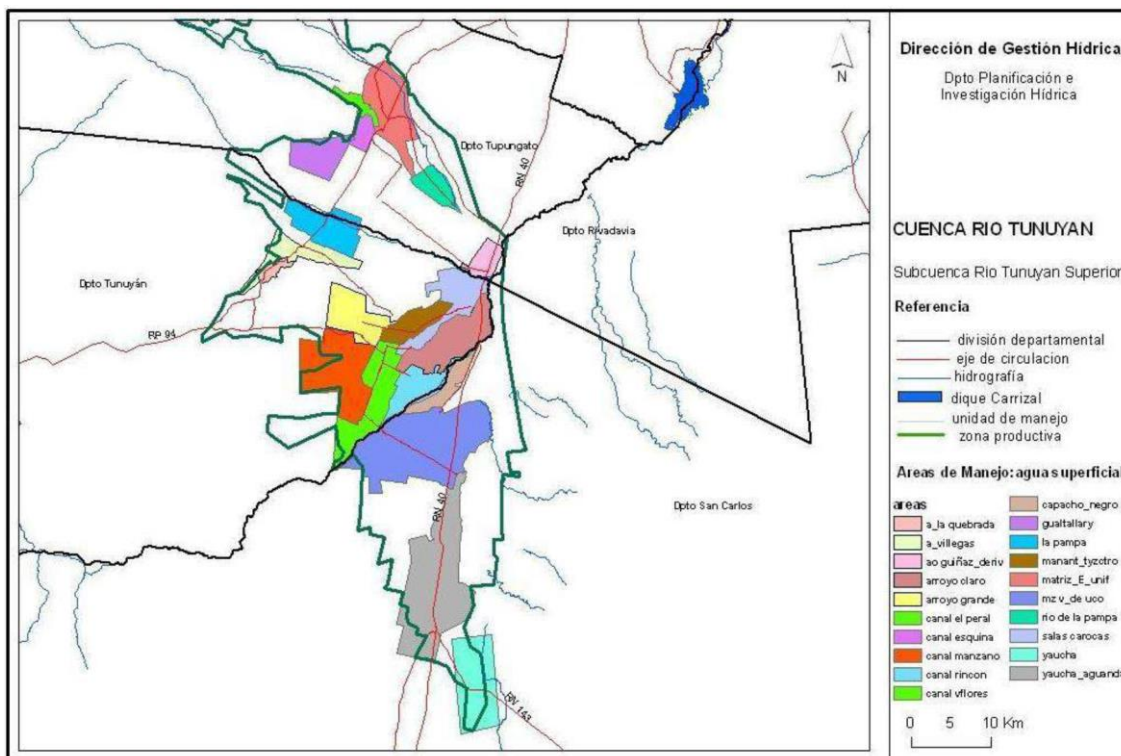 N
Dpto Tupungato
RN 40
Dpto Rivadavia
Dpto Tunuyán
RP 94
RN 40
Dpto San Carlos
RN 143
Dirección de Gestión Hídrica
Dpto Planificación e
Investigación Hídrica
CUENCA RIO TUNUYAN
Subcuenca Rio Tunuyan Superior
Referencia
división departamental
eje de circulacion
hidrografía
dique Carrizal
unidad de manejo
zona productiva
Areas de Manejo: agua superficial
areas
a_la quebrada
a_villegas
ao guiñaz_deriv
arroyo claro
arroyo grande
canal el peral
canal esquina
canal manzano
canal rincon
canal vflores
capacho_negro
gualtallary
la pampa
manant_tyzctro
matriz_E_unif
mz v_de uco
rio de la pampa
salas carocas
yaucha
yaucha_aguanda
0 5 10 Km